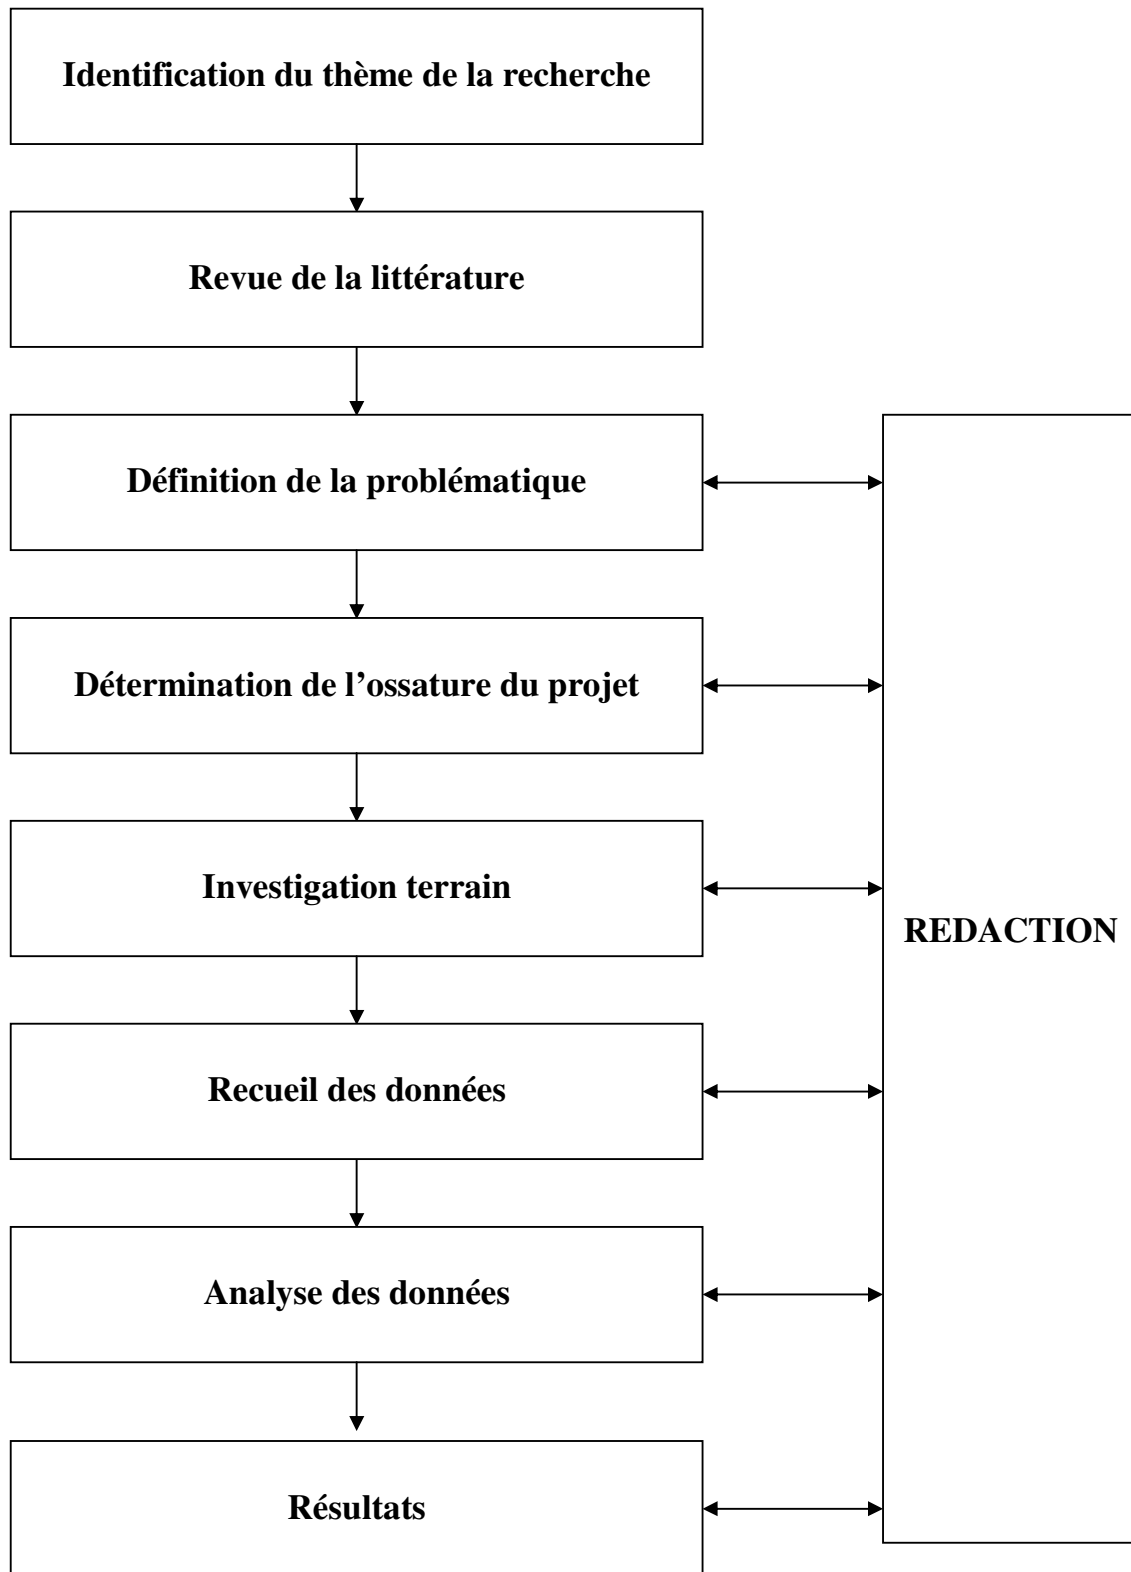 Identification du thème de la recherche
Revue de la littérature
Définition de la problématique
Détermination de l’ossature du projet
Investigation terrain
REDACTION
Recueil des données
Analyse des données
Résultats